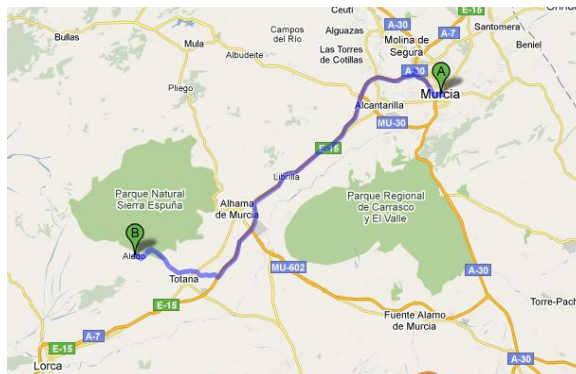 Ceutí
A-30
E-15
Campos
del Río
Alguazas
Santomera
Bullas
Mula
Albudeite
Molina de
Segura
A-7
Las Torres
de Cotillas
Beniel
A-30
A
Murcia
Pliego
Alcantarilla
MU-30
E-15
Librilla
Parque Natural
Sierra Espuña
Parque Regional
de Carrasco
y El Valle
Alhama
de Murcia
B
Aledo
MU-602
A-30
Totana
E-15
Torre-Pach
Fuente Alamo
de Murcia
A-7
E-15
Lorca
A-30